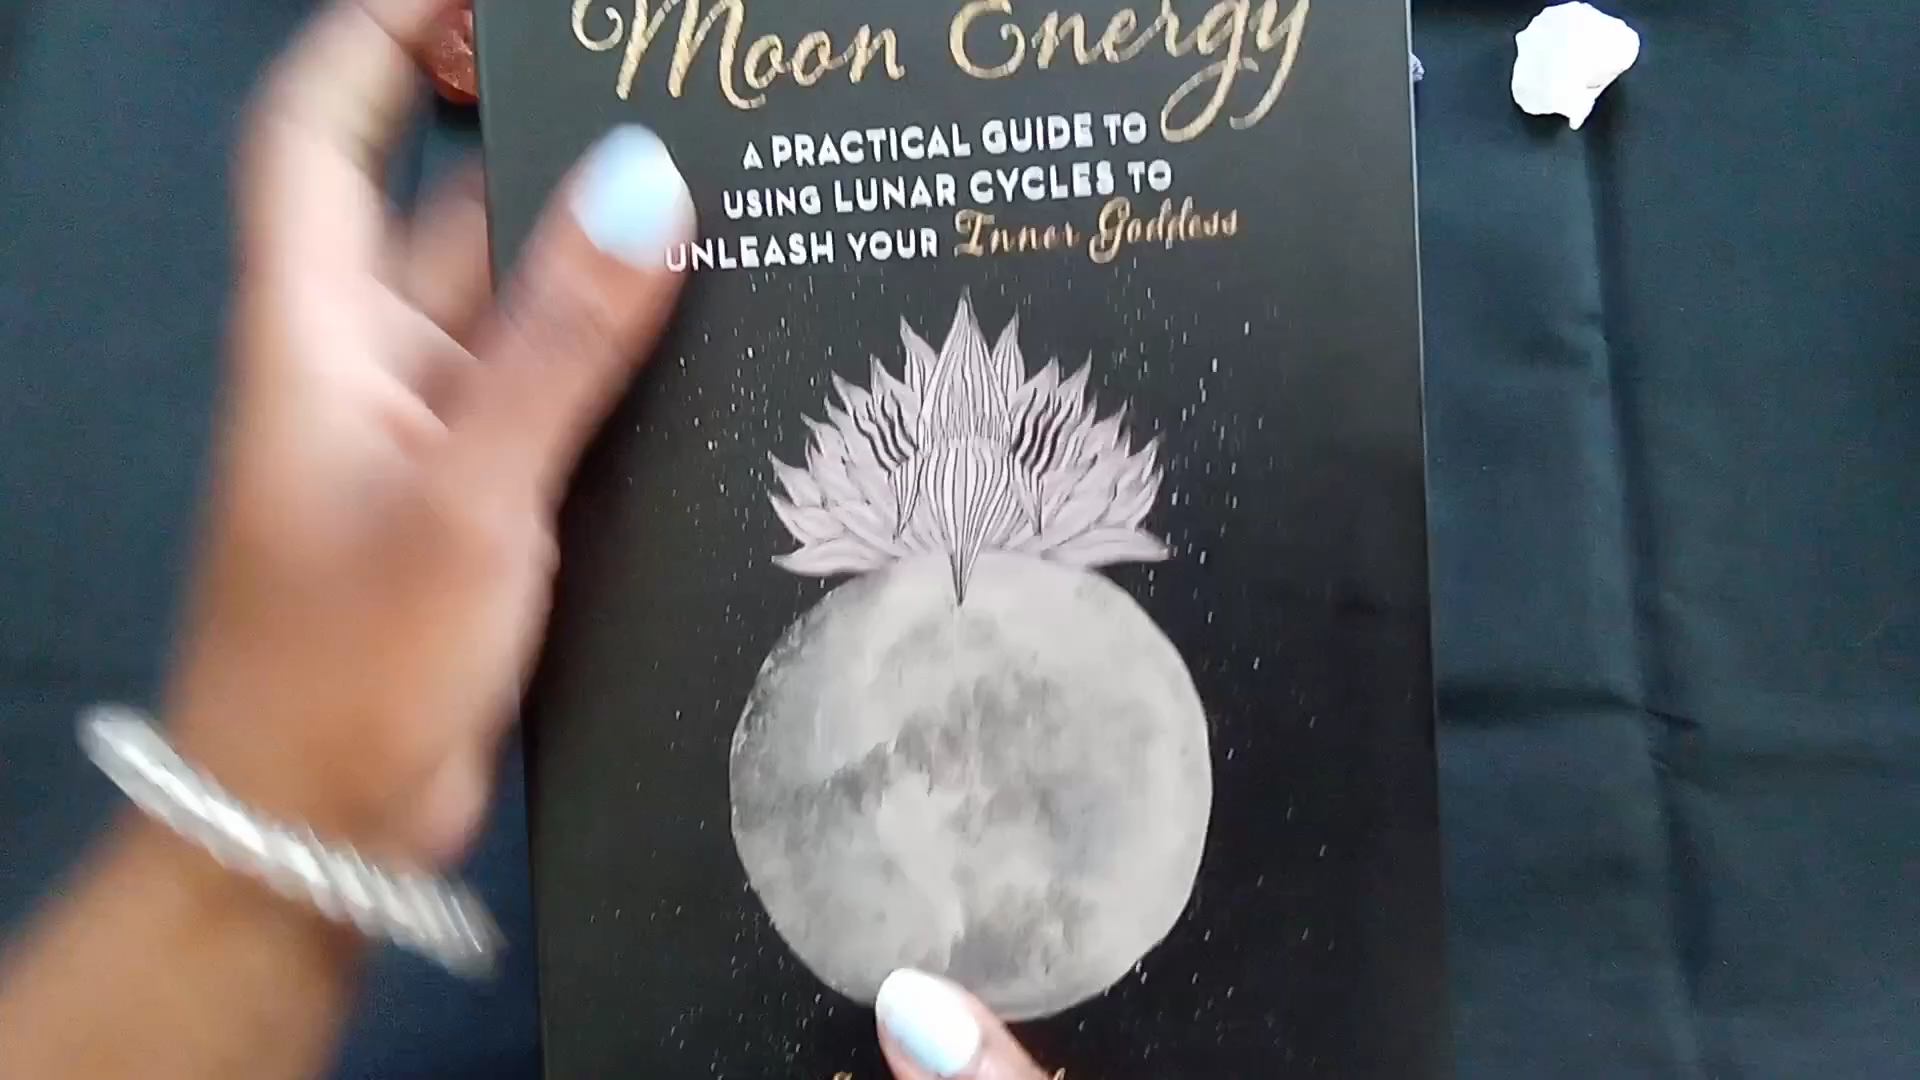 Moon Energy
A PRACTICAL GUIDE TO
USING LUNAR CYCLES TO
UNLEASH YOUR Inner Goddess